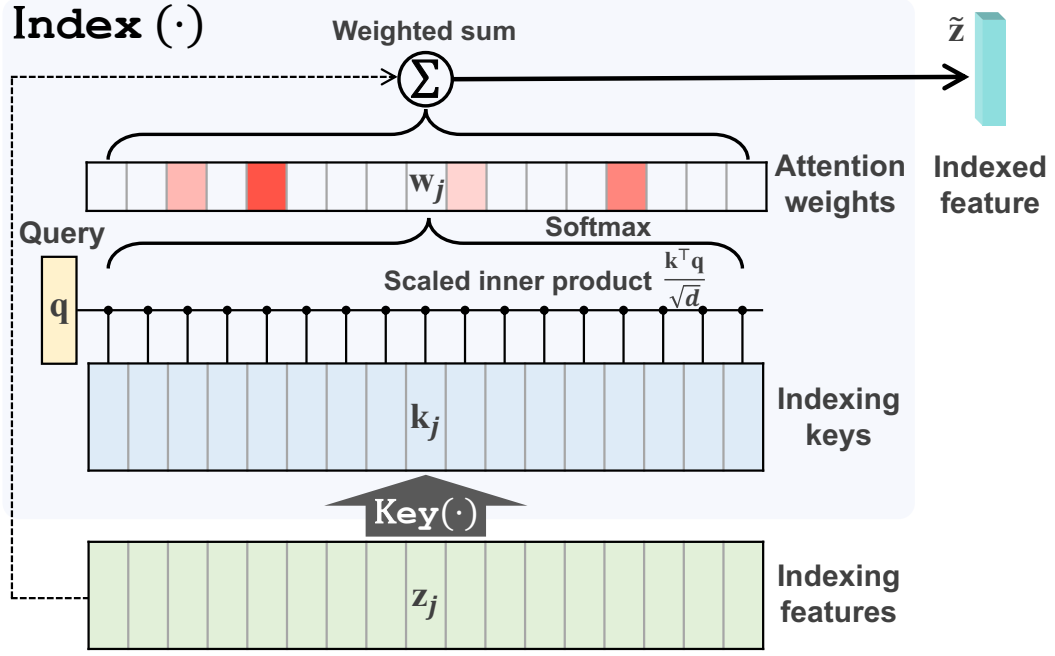 Index (·)
Weighted sum
Σ
z̃
w_j
Attention
weights
Indexed
feature
Query
Softmax
Scaled inner product k⊤q/√d
q
k_j
Indexing
keys
Key(·)
z_j
Indexing
features